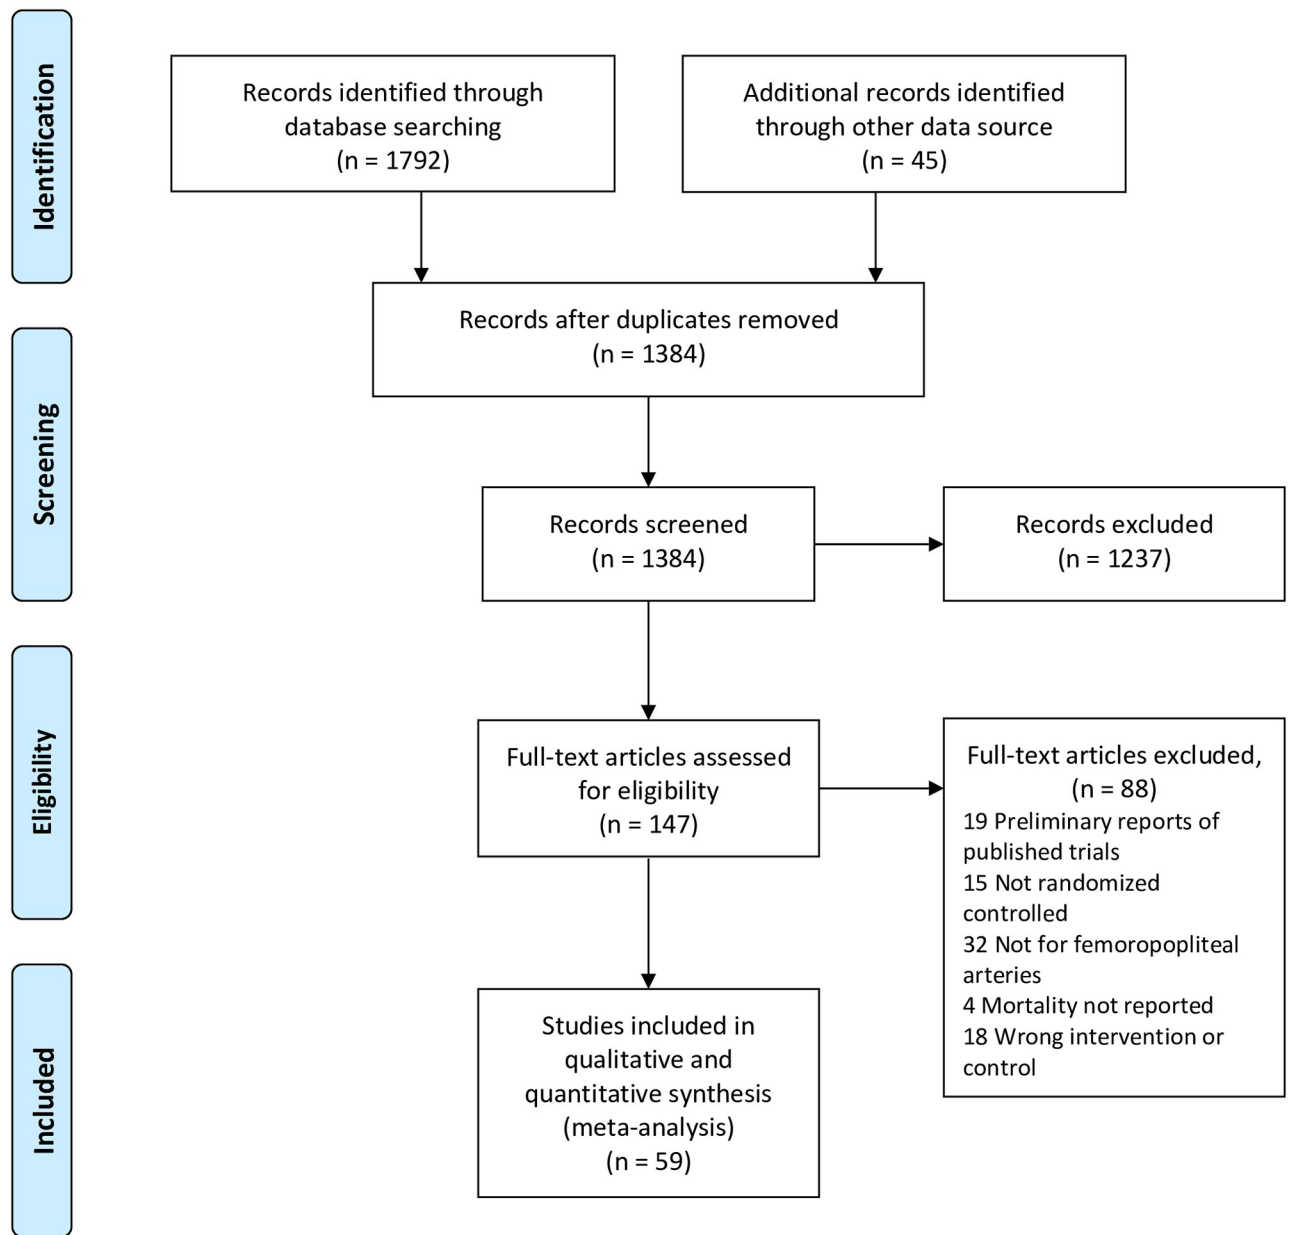 Identification
Records identified through
database searching
(n = 1792)
Additional records identified
through other data source
(n = 45)
Records after duplicates removed
(n = 1384)
Screening
Records screened
(n = 1384)
Records excluded
(n = 1237)
Eligibility
Full-text articles assessed
for eligibility
(n = 147)
Full-text articles excluded,
(n = 88)
19 Preliminary reports of
published trials
15 Not randomized
controlled
32 Not for femoropopliteal
arteries
4 Mortality not reported
18 Wrong intervention or
control
Included
Studies included in
qualitative and
quantitative synthesis
(meta-analysis)
(n = 59)